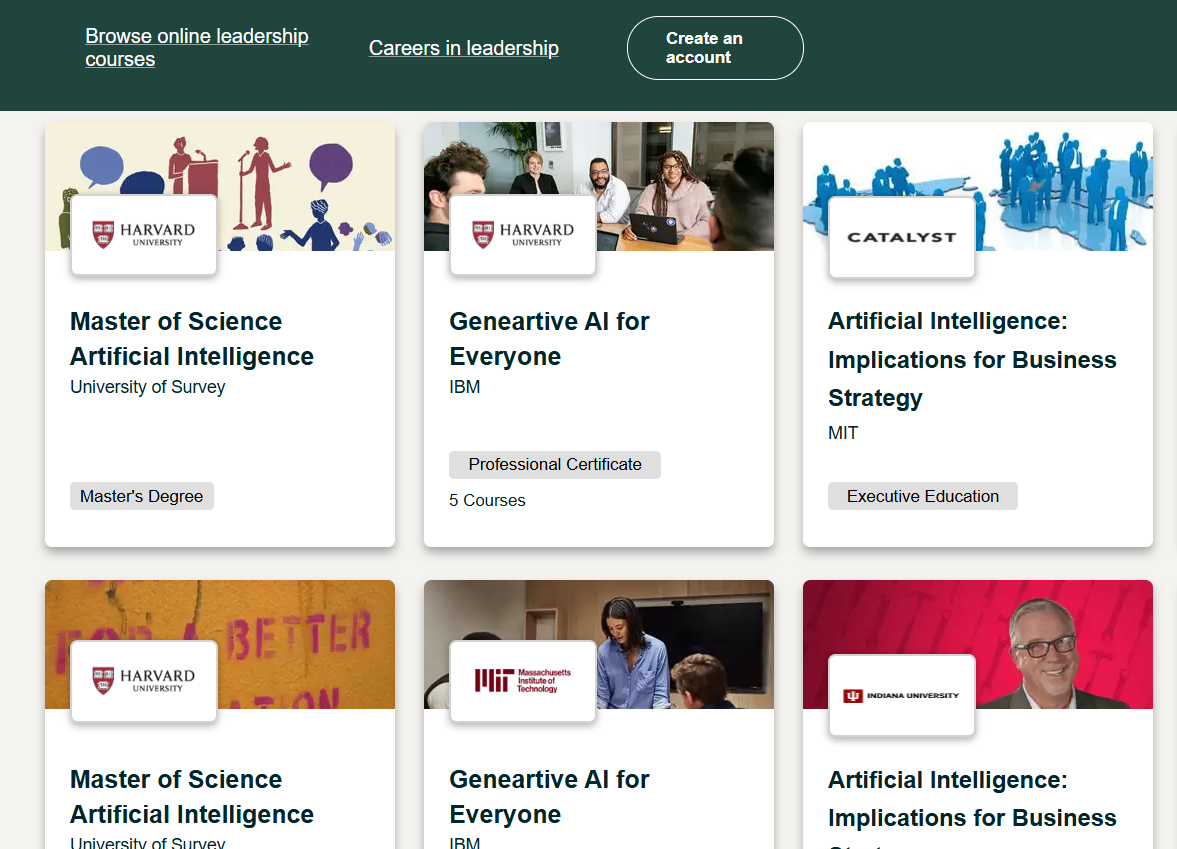 Browse online leadership
courses
Careers in leadership
Create an
account
HARVARD
UNIVERSITY
HARVARD
UNIVERSITY
CATALYST
Master of Science
Artificial Intelligence
University of Survey
Master's Degree
Geneartive AI for
Everyone
IBM
Professional Certificate
5 Courses
Artificial Intelligence:
Implications for Business
Strategy
MIT
Executive Education
FOR A BETTER
HARVARD
UNIVERSITY
Massachusetts
Institute of
Technology
INDIANA UNIVERSITY
Master of Science
Artificial Intelligence
University of Survey
Geneartive AI for
Everyone
IBM
Artificial Intelligence:
Implications for Business